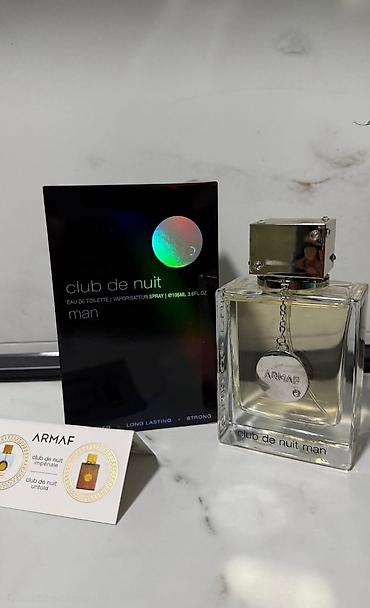 club de nuit
EAU DE TOILETTE | VAPORISATEUR SPRAY | ℮105ML 3.6FL.OZ
man
LONG LASTING • STRONG
ARMAF
club de nuit man
ARMAF
club de nuit
impériale
club de nuit
untold